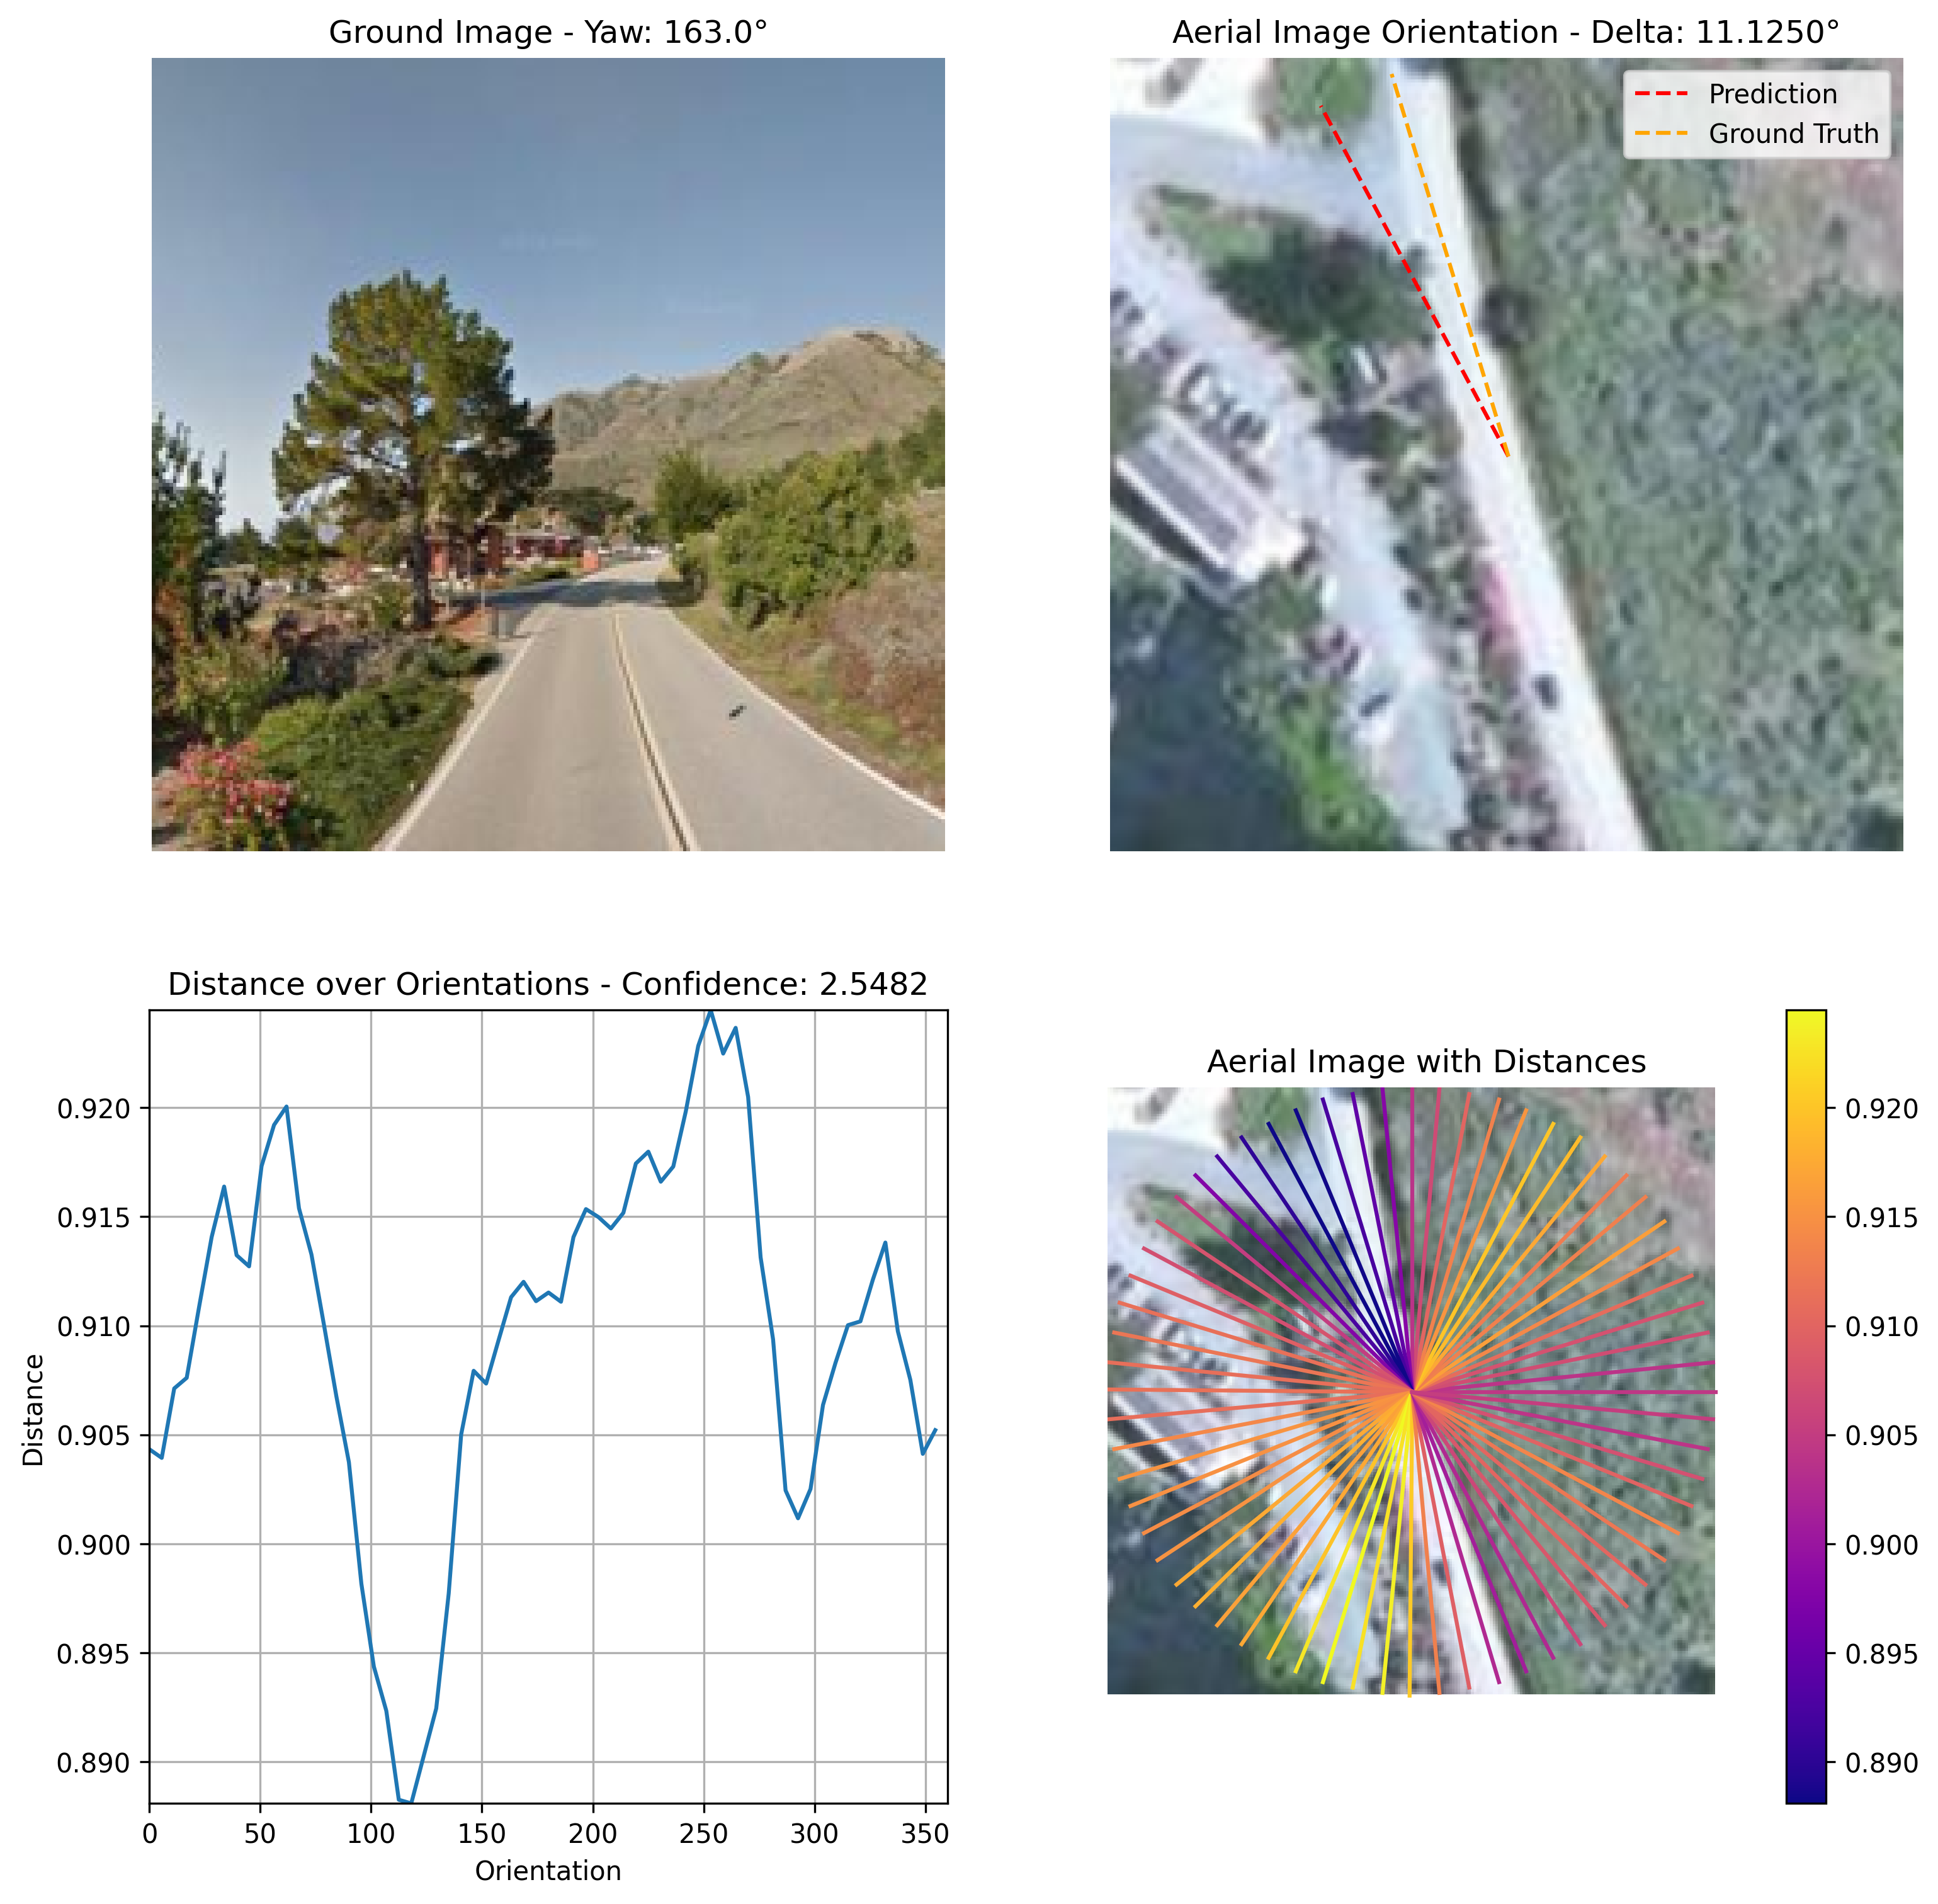 Ground Image - Yaw: 163.0°
Aerial Image Orientation - Delta: 11.1250°
Prediction
Ground Truth
Distance over Orientations - Confidence: 2.5482
0.920
0.915
0.910
0.905
0.900
0.895
0.890
Distance
0
50
100
150
200
250
300
350
Orientation
Aerial Image with Distances
0.920
0.915
0.910
0.905
0.900
0.895
0.890